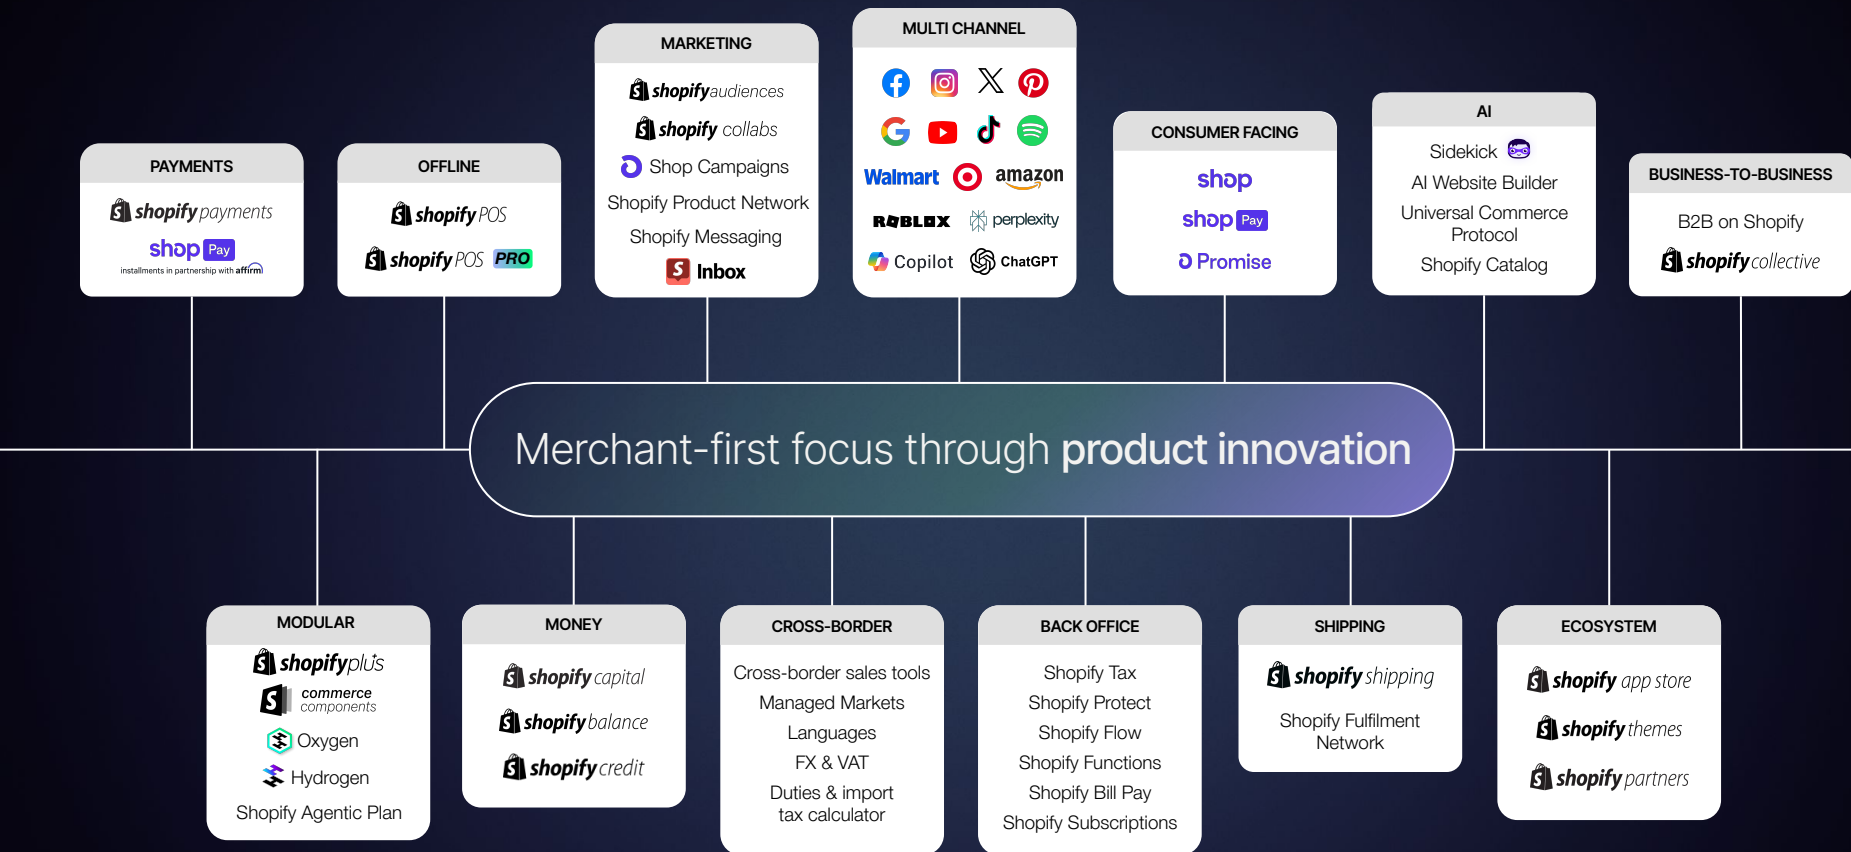 PAYMENTS
shopify payments
shop Pay
installments in partnership with affirm
OFFLINE
shopify POS
shopify POS PRO
MARKETING
shopify audiences
shopify collabs
Shop Campaigns
Shopify Product Network
Shopify Messaging
Inbox
MULTI CHANNEL
Walmart amazon
ROBLOX perplexity
Copilot ChatGPT
CONSUMER FACING
shop
shop Pay
Promise
AI
Sidekick
AI Website Builder
Universal Commerce
Protocol
Shopify Catalog
BUSINESS-TO-BUSINESS
B2B on Shopify
shopify collective
Merchant-first focus through product innovation
MODULAR
shopify plus
commerce
components
Oxygen
Hydrogen
Shopify Agentic Plan
MONEY
shopify capital
shopify balance
shopify credit
CROSS-BORDER
Cross-border sales tools
Managed Markets
Languages
FX & VAT
Duties & import
tax calculator
BACK OFFICE
Shopify Tax
Shopify Protect
Shopify Flow
Shopify Functions
Shopify Bill Pay
Shopify Subscriptions
SHIPPING
shopify shipping
Shopify Fulfilment
Network
ECOSYSTEM
shopify app store
shopify themes
shopify partners